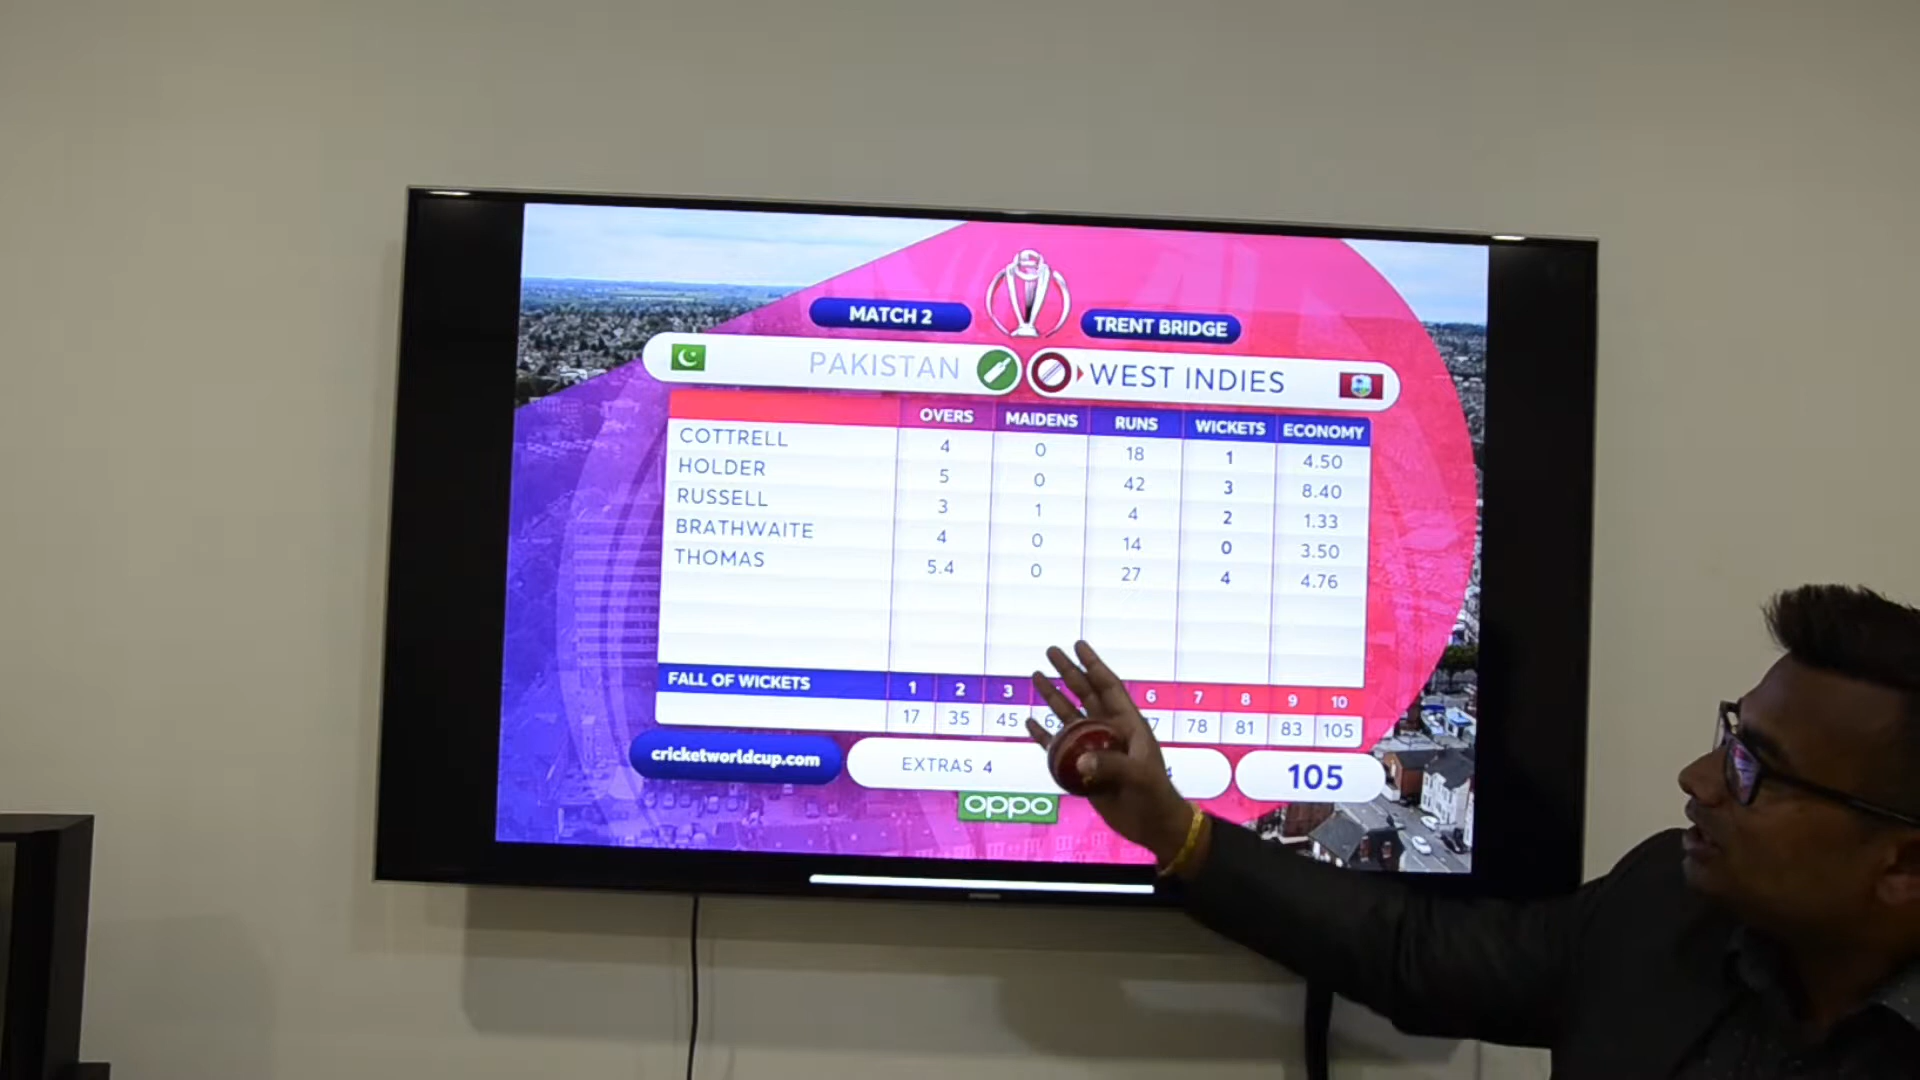 MATCH 2
TRENT BRIDGE
PAKISTAN
WEST INDIES
OVERS MAIDENS RUNS WICKETS ECONOMY
COTTRELL 4 0 18 1 4.50
HOLDER 5 0 42 3 8.40
RUSSELL 3 1 4 2 1.33
BRATHWAITE 4 0 14 0 3.50
THOMAS 5.4 0 27 4 4.76
FALL OF WICKETS 1 2 3 6 7 8 9 10
17 35 45 78 81 83 105
cricketworldcup.com
EXTRAS 4
105
oppo